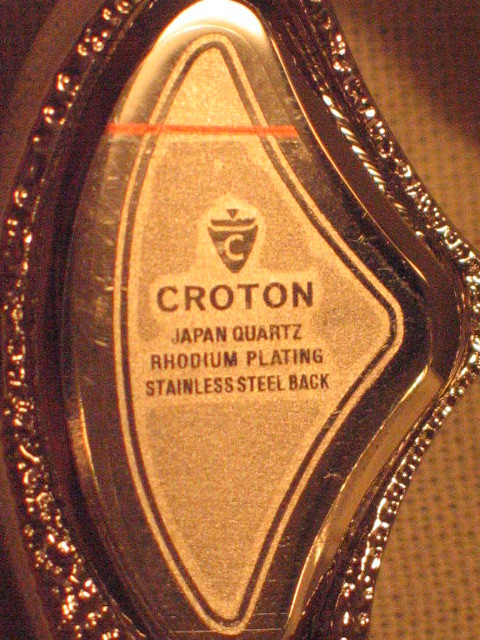 C
CROTON
JAPAN QUARTZ
RHODIUM PLATING
STAINLESS STEEL BACK